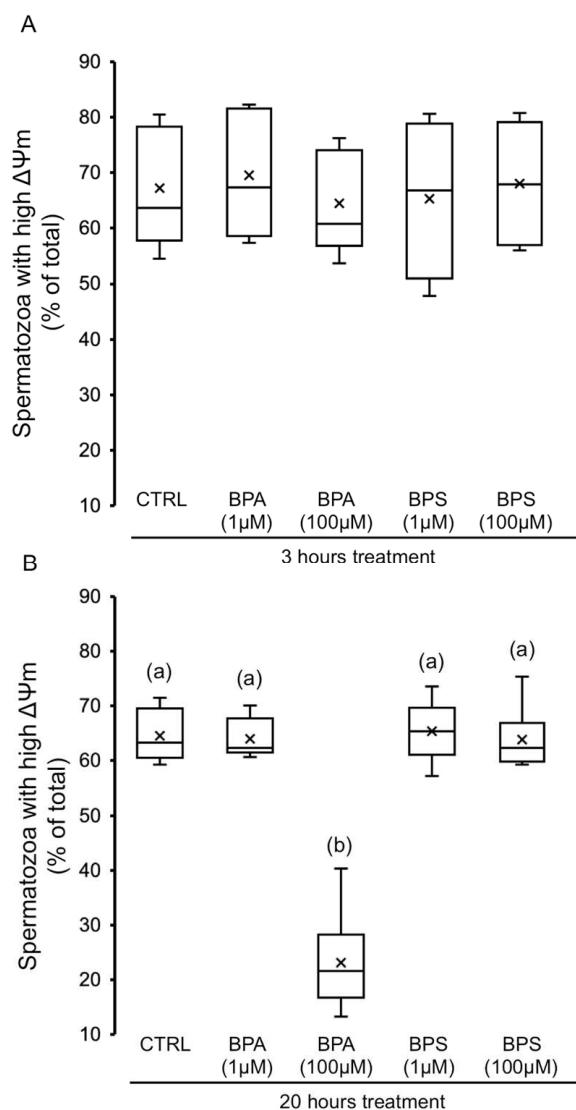 A
Spermatozoa with high ΔΨm
(% of total)
90
80
70
60
50
40
30
20
10
CTRL BPA BPA BPS BPS
(1µM) (100µM) (1µM) (100µM)
3 hours treatment
B
Spermatozoa with high ΔΨm
(% of total)
90
80
70
60
50
40
30
20
10
(a) (a) (b) (a) (a)
CTRL BPA BPA BPS BPS
(1µM) (100µM) (1µM) (100µM)
20 hours treatment